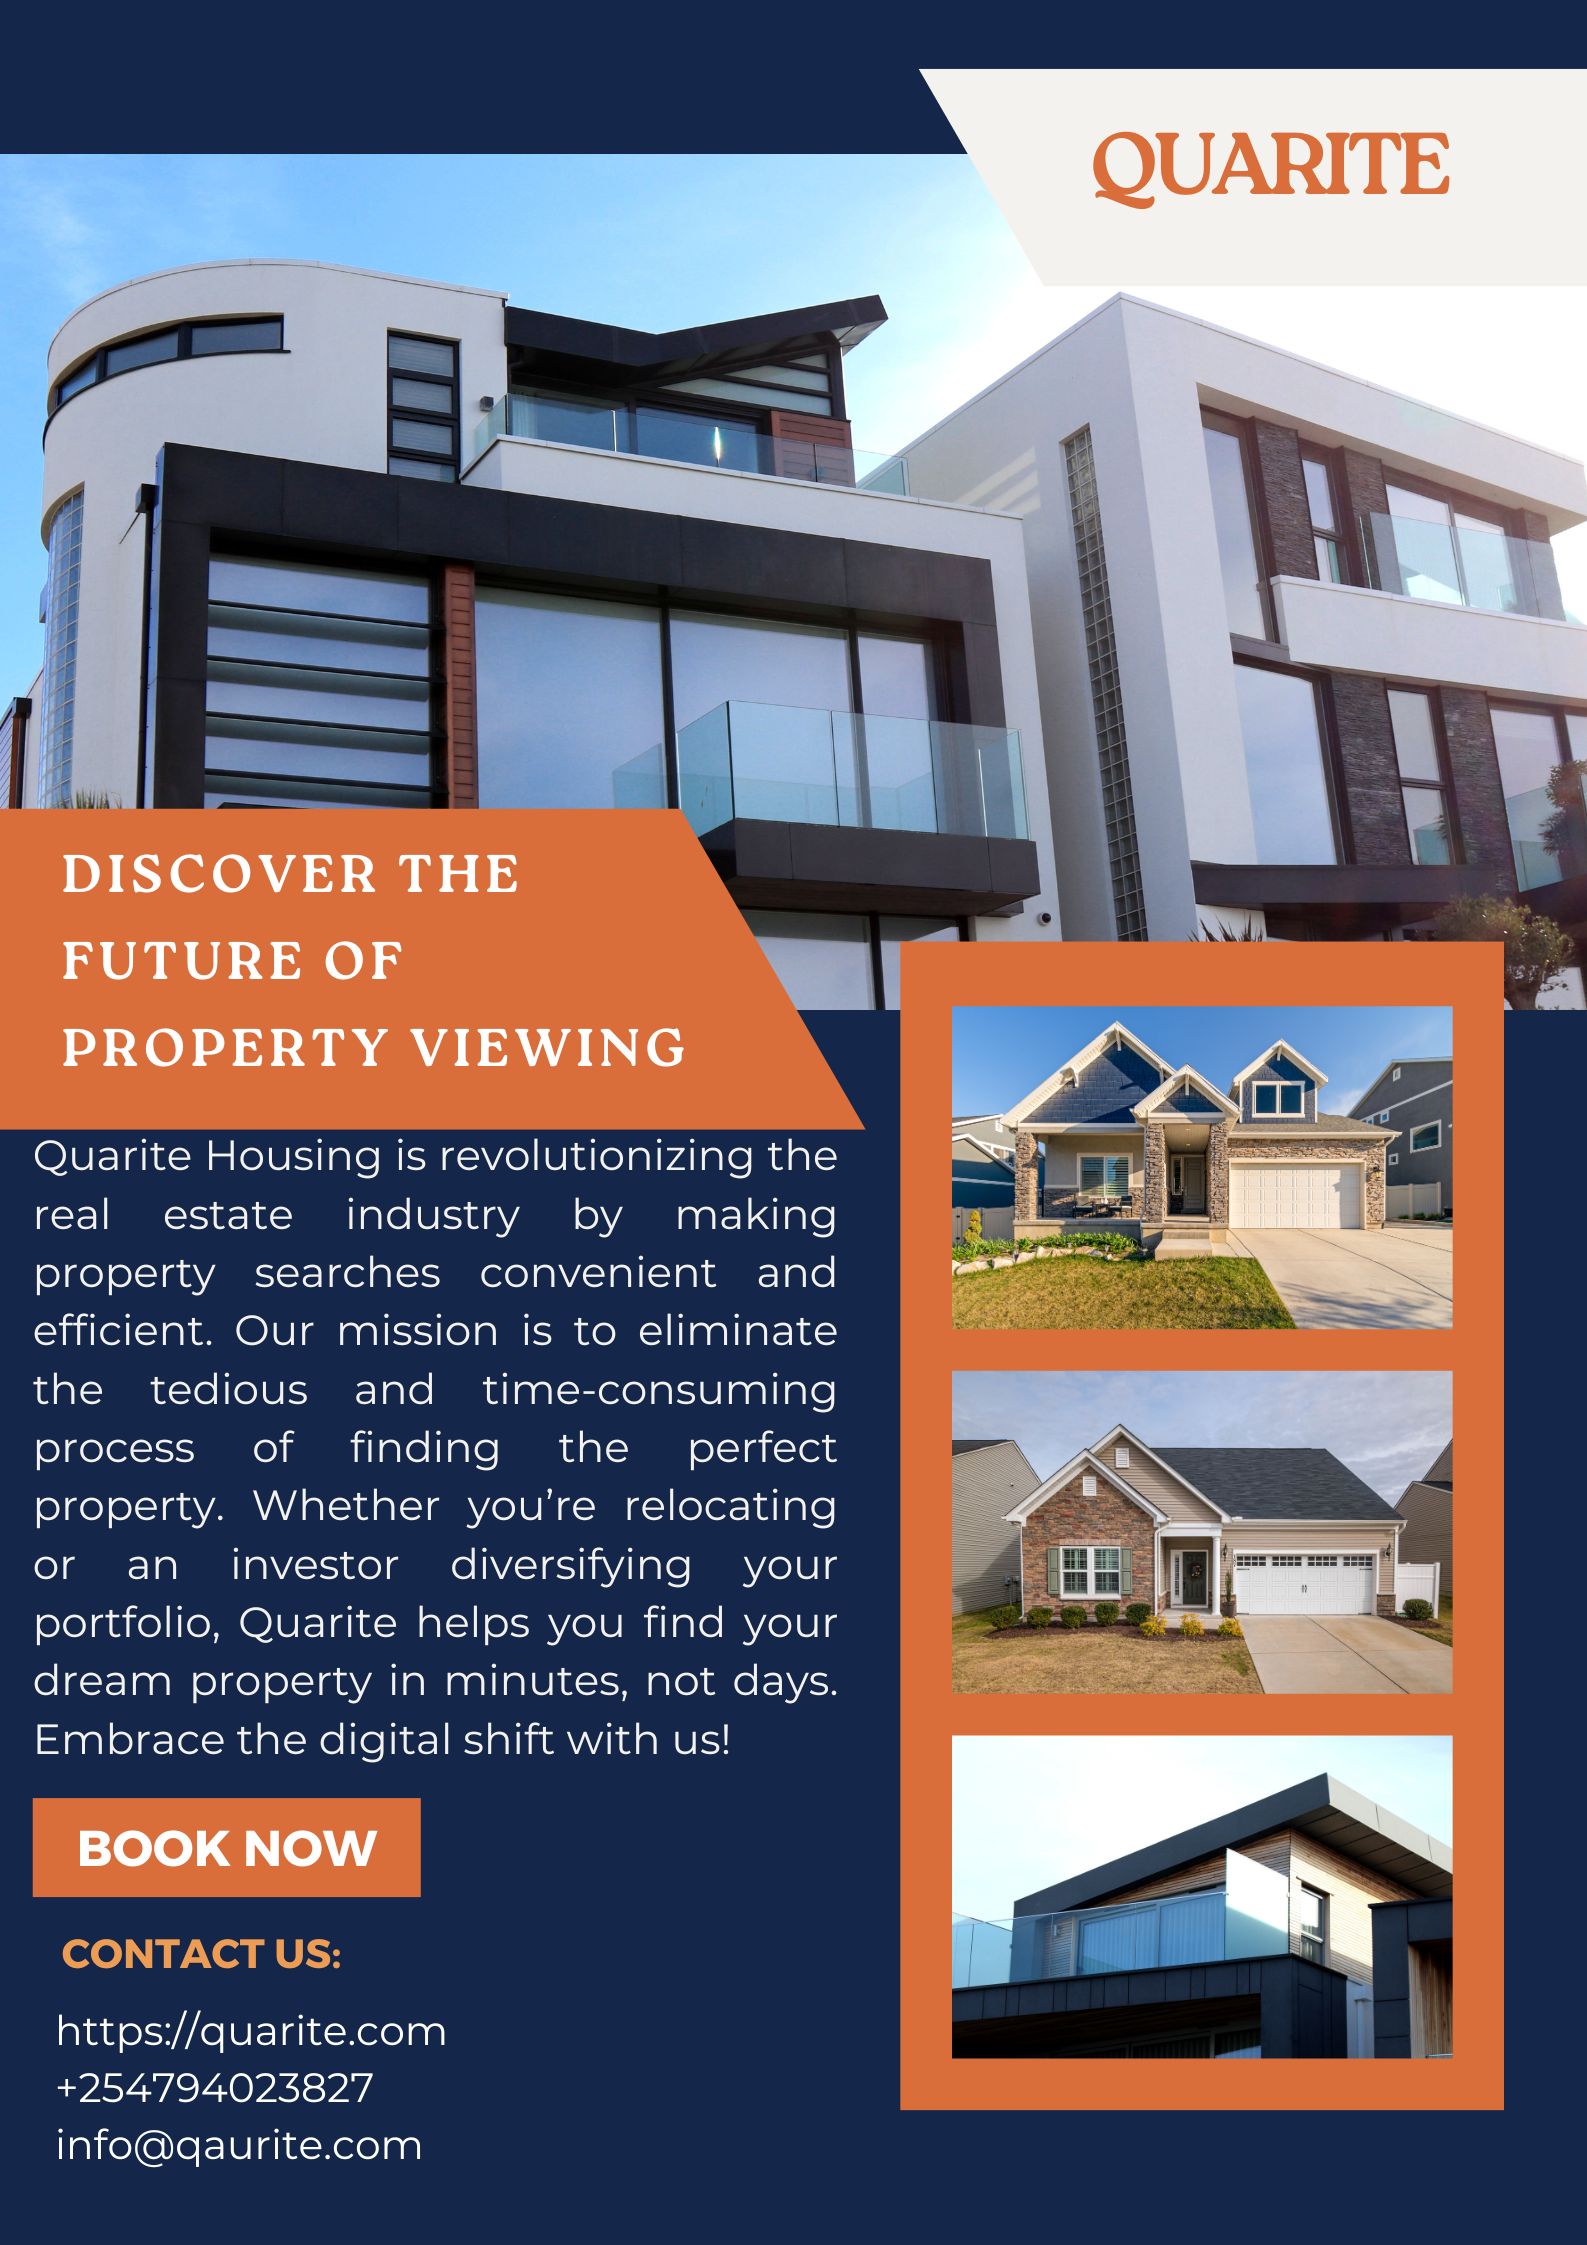 QUARITE
DISCOVER THE
FUTURE OF
PROPERTY VIEWING
Quarite Housing is revolutionizing the
real estate industry by making
property searches convenient and
efficient. Our mission is to eliminate
the tedious and time-consuming
process of finding the perfect
property. Whether you’re relocating
or an investor diversifying your
portfolio, Quarite helps you find your
dream property in minutes, not days.
Embrace the digital shift with us!
BOOK NOW
CONTACT US:
https://quarite.com
+254794023827
info@qaurite.com